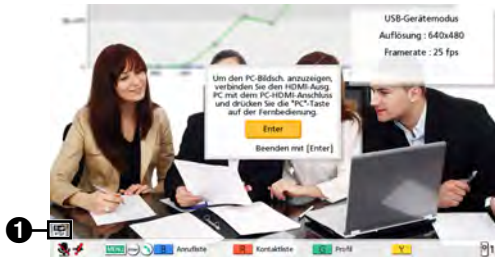 USB-Gerätemodus
Auflösung : 640x480
Framerate : 25 fps
Um den PC-Bildsch. anzuzeigen,
verbinden Sie den HDMI-Ausg.
PC mit dem PC-HDMI-Anschluss
und drücken Sie die "PC"-Taste
auf der Fernbedienung.
Enter
Beenden mit [Enter]
1
MENU B Anrufliste R Kontaktliste G Profil Y 1